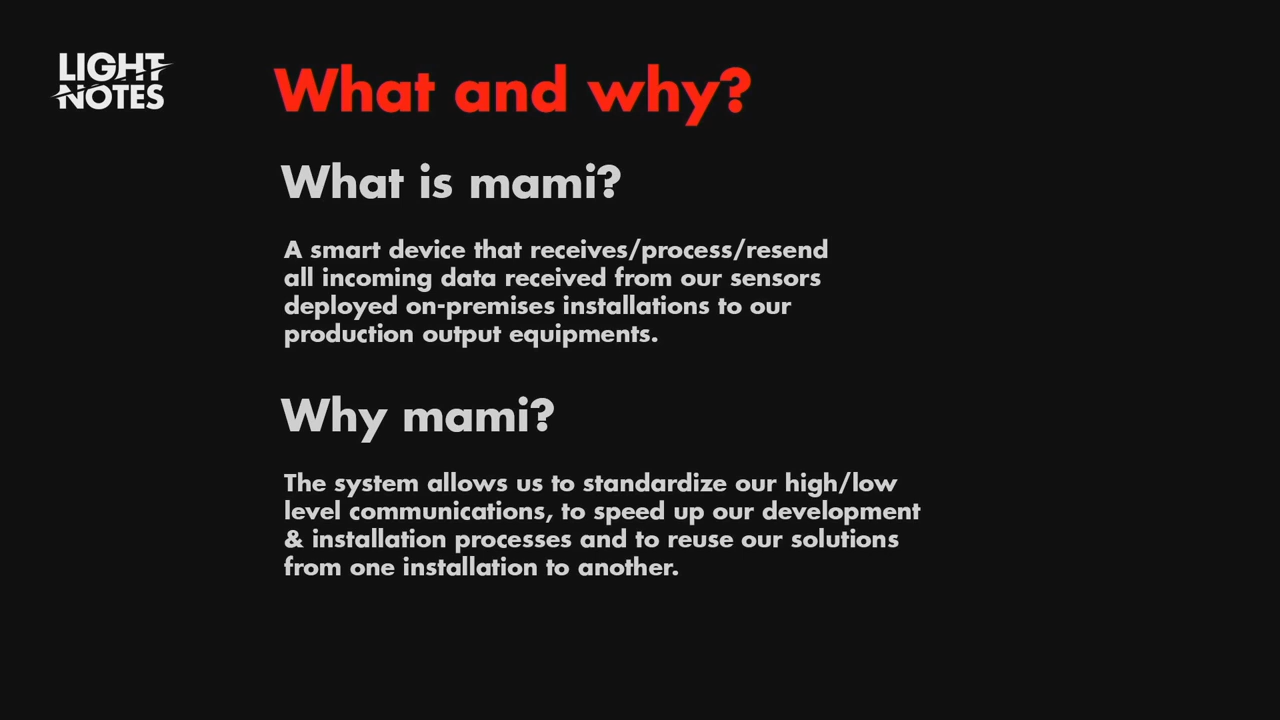 LIGHT
NOTES
What and why?
What is mami?
A smart device that receives/process/resend
all incoming data received from our sensors
deployed on-premises installations to our
production output equipments.
Why mami?
The system allows us to standardize our high/low
level communications, to speed up our development
& installation processes and to reuse our solutions
from one installation to another.